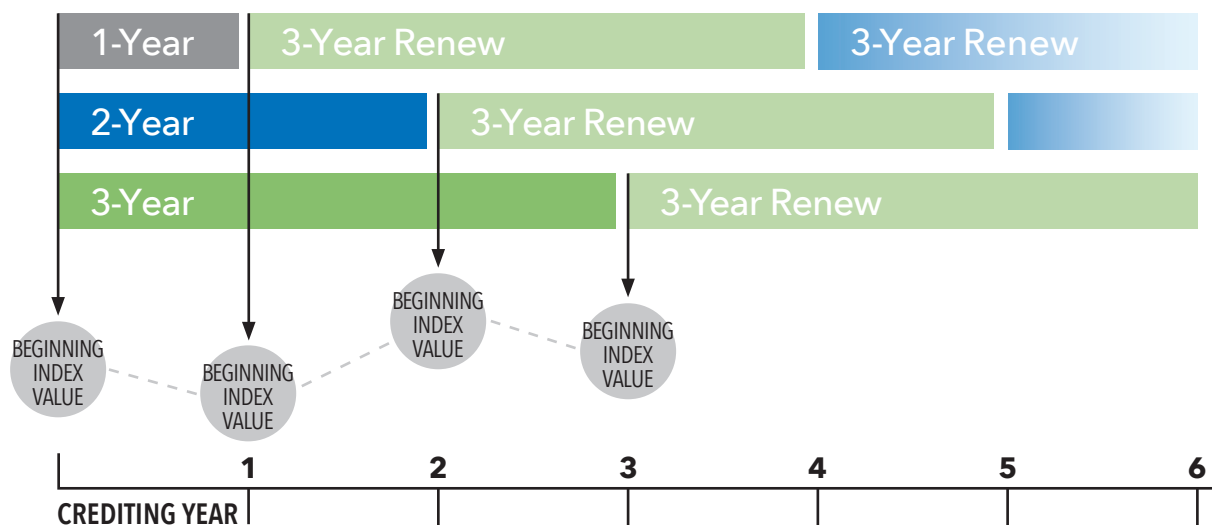 1-Year
3-Year Renew
3-Year Renew
2-Year
3-Year Renew
3-Year
3-Year Renew
BEGINNING
INDEX
VALUE
BEGINNING
INDEX
VALUE
BEGINNING
INDEX
VALUE
BEGINNING
INDEX
VALUE
1 2 3 4 5 6
CREDITING YEAR